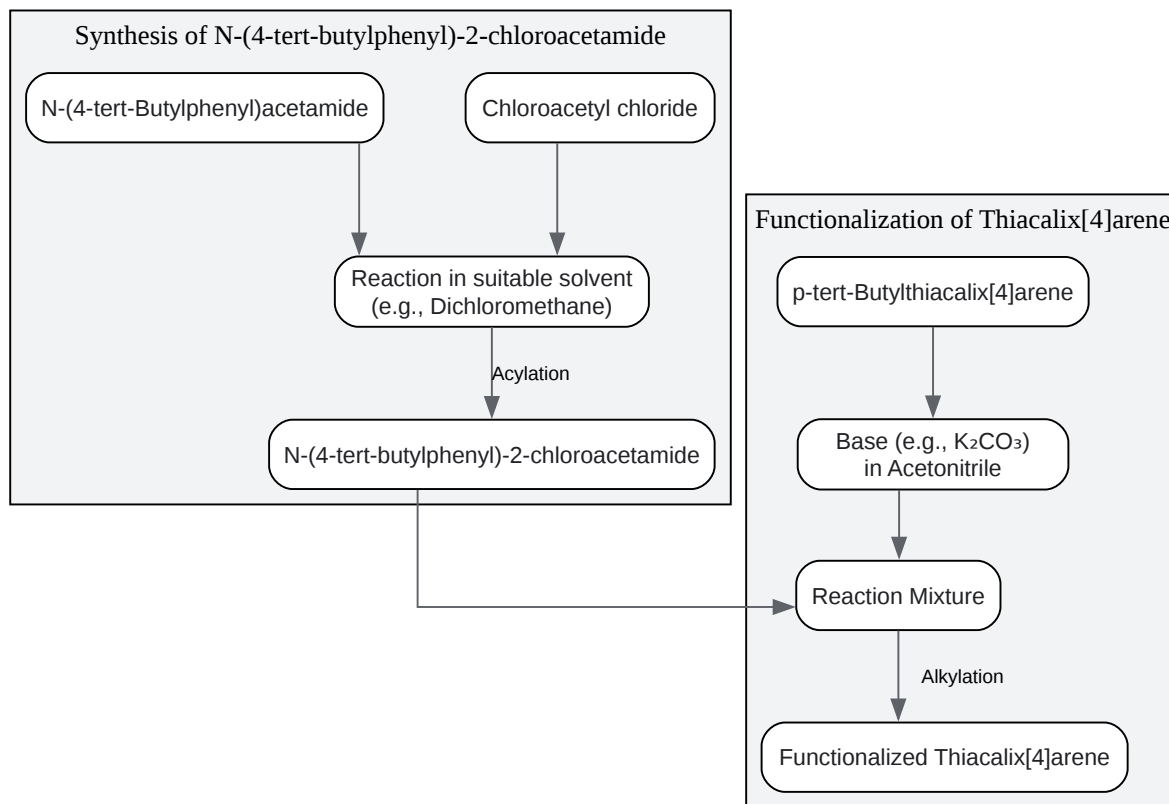 Synthesis of N-(4-tert-butylphenyl)-2-chloroacetamide
N-(4-tert-Butylphenyl)acetamide
Chloroacetyl chloride
Reaction in suitable solvent
(e.g., Dichloromethane)
Acylation
N-(4-tert-butylphenyl)-2-chloroacetamide
Functionalization of Thiacalix[4]arene
p-tert-Butylthiacalix[4]arene
Base (e.g., K₂CO₃)
in Acetonitrile
Reaction Mixture
Alkylation
Functionalized Thiacalix[4]arene